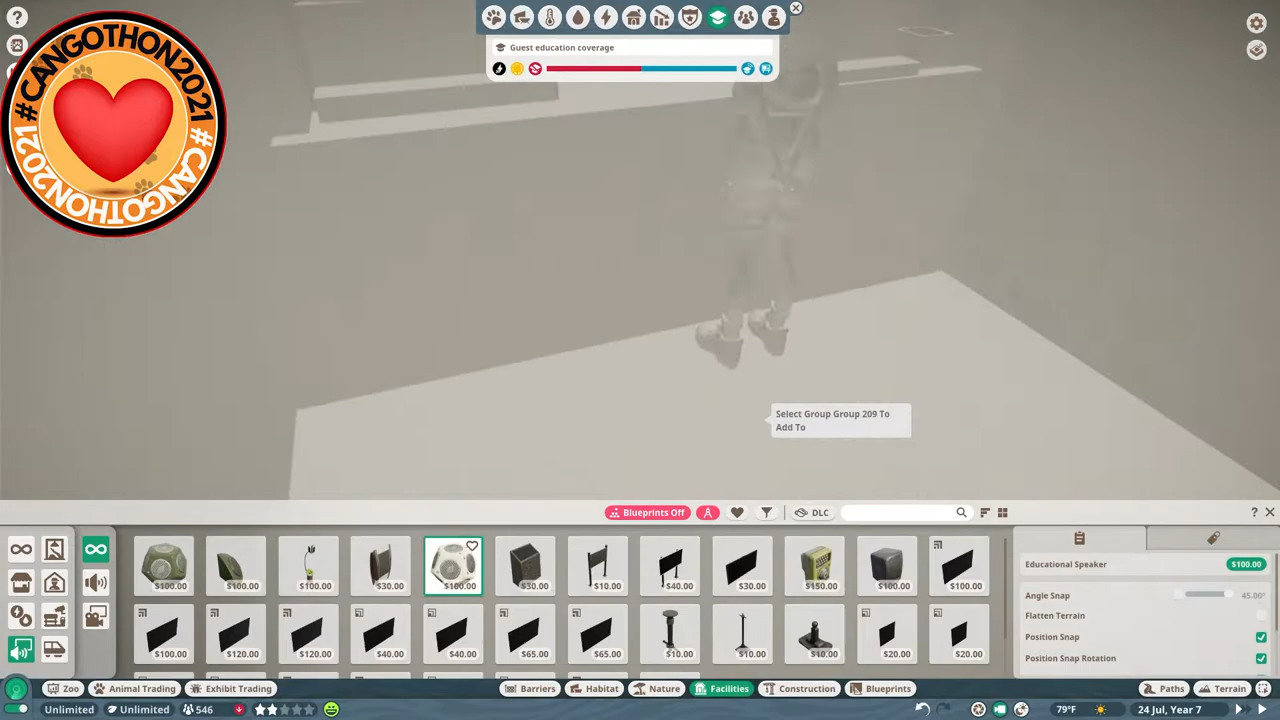 #CANGOTHON2021
#CANGOTHON2021
Guest education coverage
Select Group Group 209 To
Add To
Blueprints Off
DLC
$100.00 $100.00 $100.00 $30.00 $100.00 $30.00 $10.00 $40.00 $30.00 $150.00 $100.00 $100.00
$100.00 $120.00 $120.00 $40.00 $40.00 $65.00 $65.00 $10.00 $10.00 $10.00 $20.00 $20.00
Educational Speaker $100.00
Angle Snap 45.00°
Flatten Terrain
Position Snap
Position Snap Rotation
Zoo Animal Trading Exhibit Trading Barriers Habitat Nature Facilities Construction Blueprints Paths Terrain
Unlimited Unlimited 546 79°F 24 Jul, Year 7